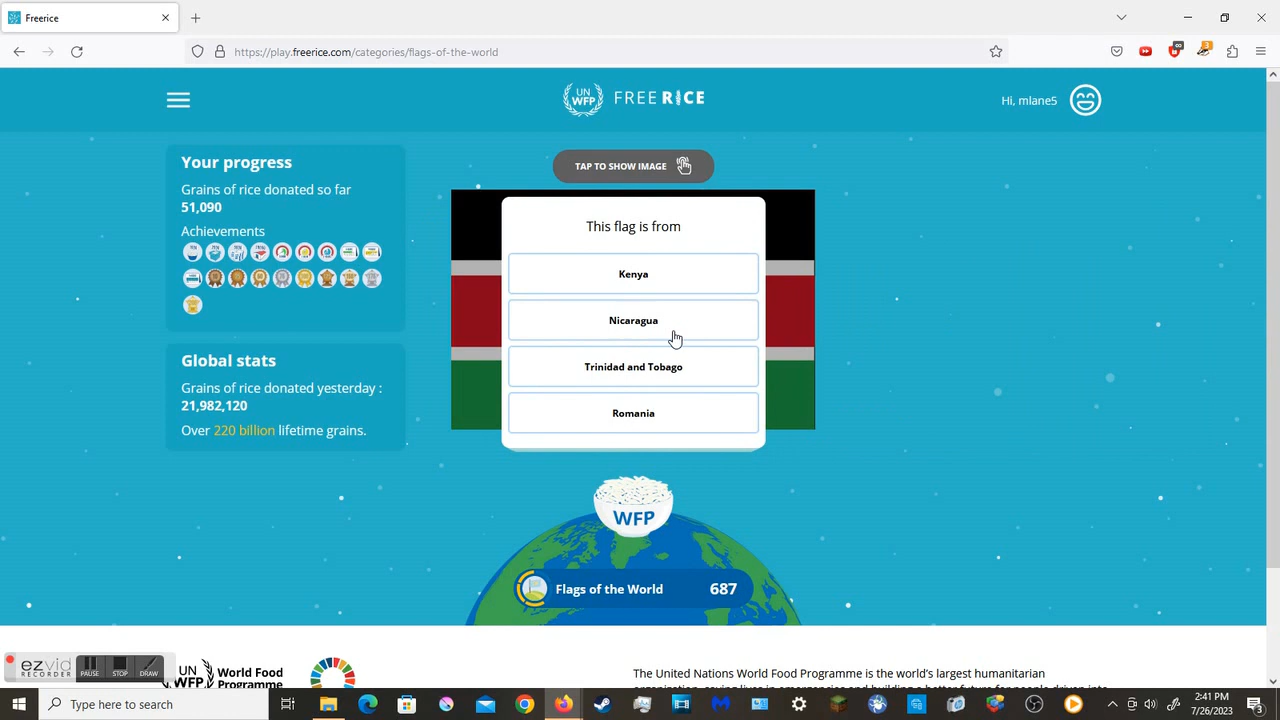 Freerice
https://play.freerice.com/categories/flags-of-the-world
UN WFP FREERICE
Hi, mlane5
Your progress
Grains of rice donated so far
51,090
Achievements
Global stats
Grains of rice donated yesterday :
21,982,120
Over 220 billion lifetime grains.
TAP TO SHOW IMAGE
This flag is from
Kenya
Nicaragua
Trinidad and Tobago
Romania
WFP
Flags of the World 687
ezvid
RECORDER
PAUSE STOP DRAW
UN WFP
World Food
Programme
The United Nations World Food Programme is the world's largest humanitarian
Type here to search
2:41 PM
7/26/2023